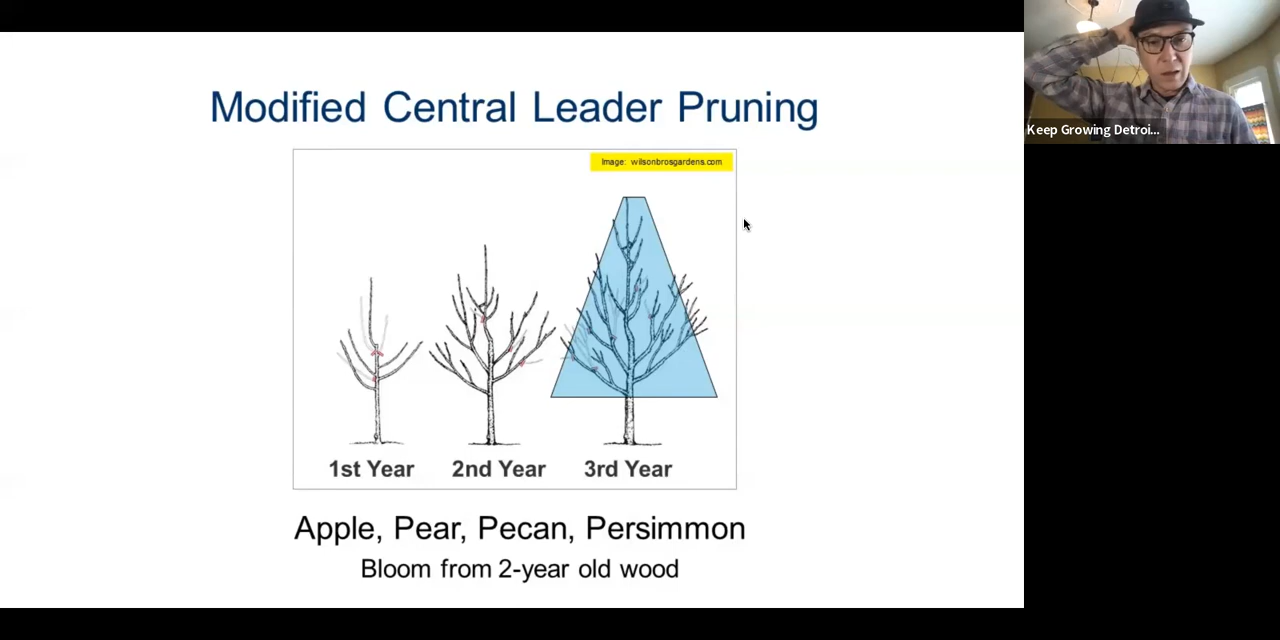 Modified Central Leader Pruning
Image: wilsonbrosgardens.com
1st Year 2nd Year 3rd Year
Apple, Pear, Pecan, Persimmon
Bloom from 2-year old wood
Keep Growing Detroi...